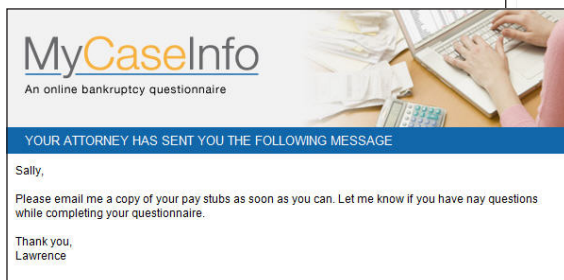 MyCaseInfo
An online bankruptcy questionnaire
YOUR ATTORNEY HAS SENT YOU THE FOLLOWING MESSAGE
Sally,
Please email me a copy of your pay stubs as soon as you can. Let me know if you have nay questions
while completing your questionnaire.
Thank you,
Lawrence